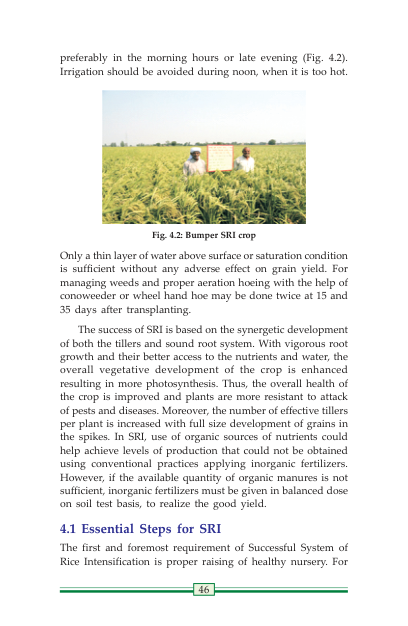 preferably in the morning hours or late evening (Fig. 4.2).
Irrigation should be avoided during noon, when it is too hot.
Fig. 4.2: Bumper SRI crop
Only a thin layer of water above surface or saturation condition
is sufficient without any adverse effect on grain yield. For
managing weeds and proper aeration hoeing with the help of
conoweeder or wheel hand hoe may be done twice at 15 and
35 days after transplanting.
The success of SRI is based on the synergetic development
of both the tillers and sound root system. With vigorous root
growth and their better access to the nutrients and water, the
overall vegetative development of the crop is enhanced
resulting in more photosynthesis. Thus, the overall health of
the crop is improved and plants are more resistant to attack
of pests and diseases. Moreover, the number of effective tillers
per plant is increased with full size development of grains in
the spikes. In SRI, use of organic sources of nutrients could
help achieve levels of production that could not be obtained
using conventional practices applying inorganic fertilizers.
However, if the available quantity of organic manures is not
sufficient, inorganic fertilizers must be given in balanced dose
on soil test basis, to realize the good yield.
4.1 Essential Steps for SRI
The first and foremost requirement of Successful System of
Rice Intensification is proper raising of healthy nursery. For
46